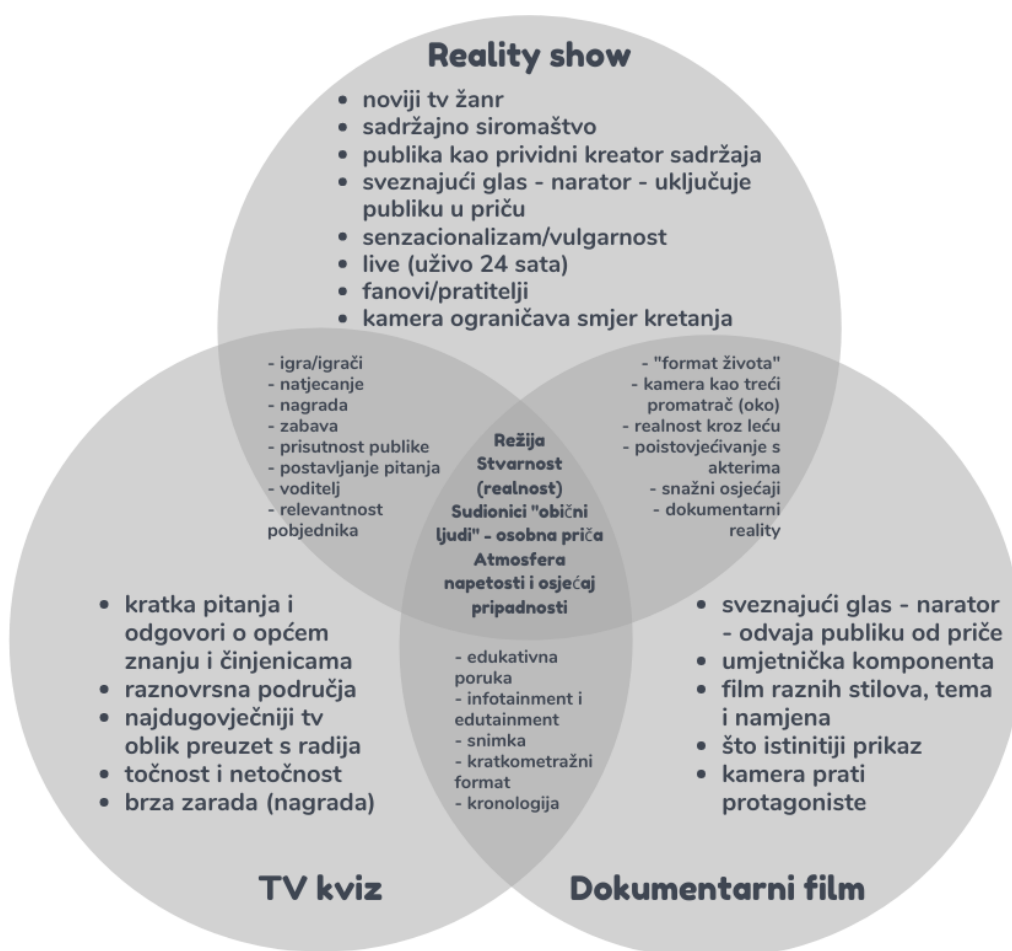 Reality show
• noviji tv žanr
• sadržajno siromaštvo
• publika kao prividni kreator sadržaja
• sveznajući glas - narator - uključuje
publiku u priču
• senzacionalizam/vulgarnost
• live (uživo 24 sata)
• fanovi/pratitelji
• kamera ograničava smjer kretanja
- igra/igrači
- natjecanje
- nagrada
- zabava
- prisutnost publike
- postavljanje pitanja
- voditelj
- relevantnost
pobjednika
- "format života"
- kamera kao treći
promatrač (oko)
- realnost kroz leću
- poistovjećivanje s
akterima
- snažni osjećaji
- dokumentarni
reality
Režija
Stvarnost
(realnost)
Sudionici "obični
ljudi" - osobna priča
Atmosfera
napetosti i osjećaj
pripadnosti
• kratka pitanja i
odgovori o općem
znanju i činjenicama
• raznovrsna područja
• najdugovječniji tv
oblik preuzet s radija
• točnost i netočnost
• brza zarada (nagrada)
- edukativna
poruka
- infotainment i
edutainment
- snimka
- kratkometražni
format
- kronologija
• sveznajući glas - narator
- odvaja publiku od priče
• umjetnička komponenta
• film raznih stilova, tema
i namjena
• što istinitiji prikaz
• kamera prati
protagoniste
TV kviz
Dokumentarni film